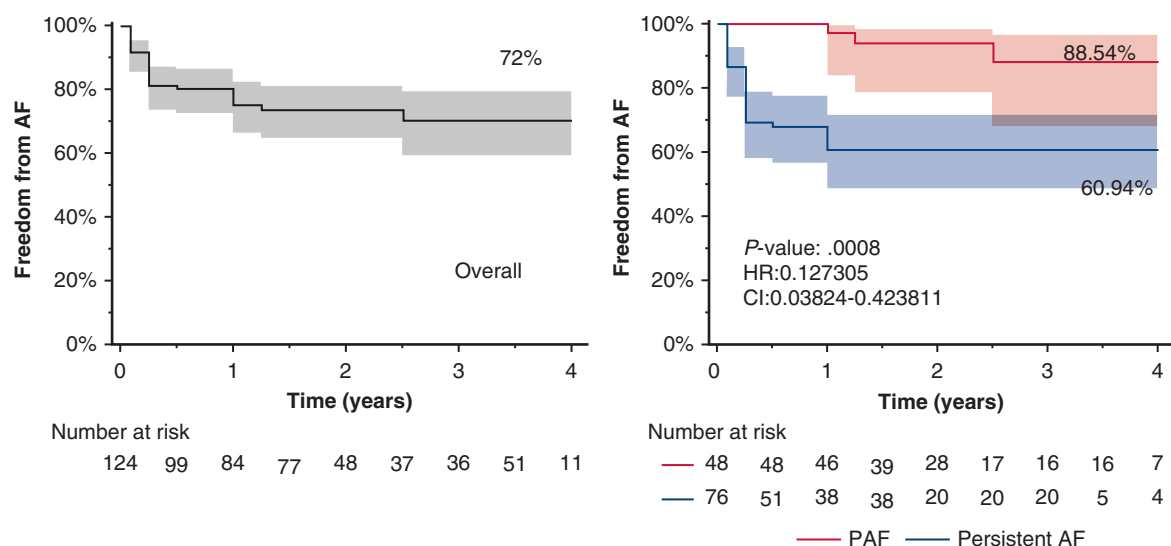 100%
80%
60%
40%
20%
0%
Freedom from AF
72%
Overall
0 1 2 3 4
Time (years)
Number at risk
124 99 84 77 48 37 36 51 11
100%
80%
60%
40%
20%
0%
Freedom from AF
88.54%
60.94%
P-value: .0008
HR:0.127305
CI:0.03824-0.423811
0 1 2 3 4
Time (years)
Number at risk
48 48 46 39 28 17 16 16 7
76 51 38 38 20 20 20 5 4
PAF Persistent AF